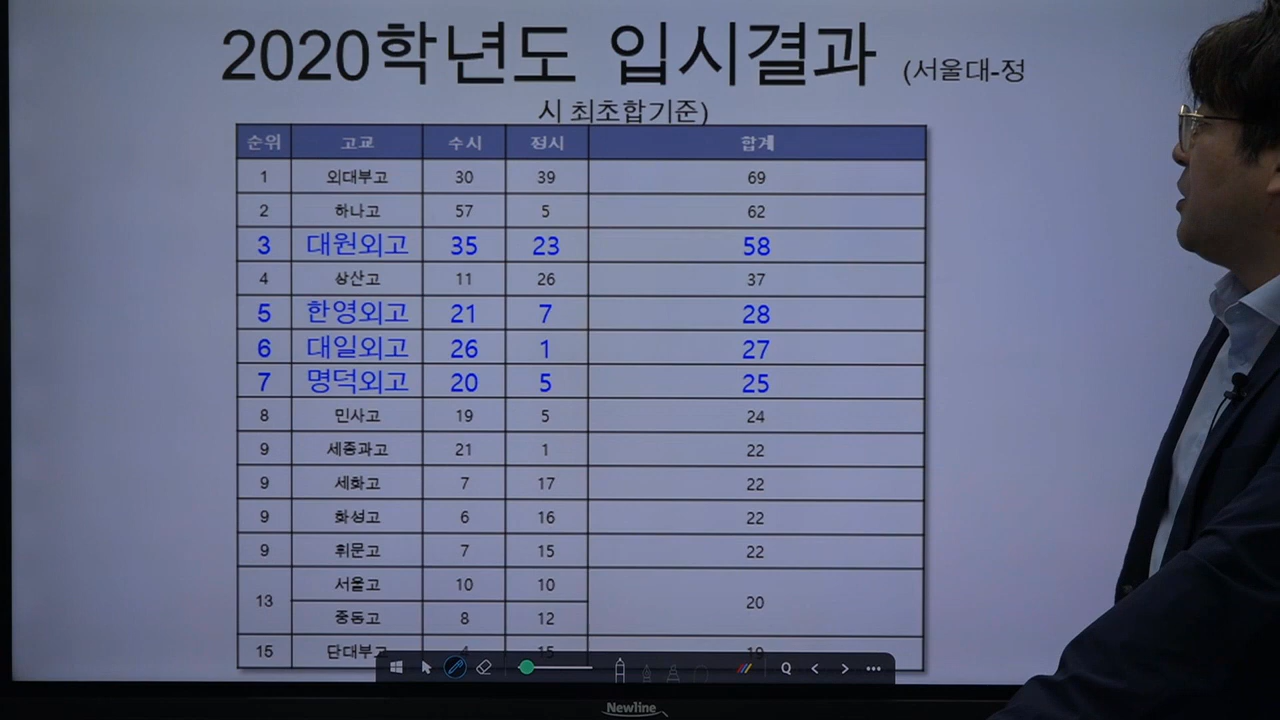 2020학년도 입시결과 (서울대-정
시 최초합기준)
순위 고교 수시 정시 합계
1 외대부고 30 39 69
2 하나고 57 5 62
3 대원외고 35 23 58
4 상산고 11 26 37
5 한영외고 21 7 28
6 대일외고 26 1 27
7 명덕외고 20 5 25
8 민사고 19 5 24
9 세종과고 21 1 22
9 세화고 7 17 22
9 화성고 6 16 22
9 휘문고 7 15 22
13 서울고 10 10 20
중동고 8 12
15 단대부고 4 15 19
Newline